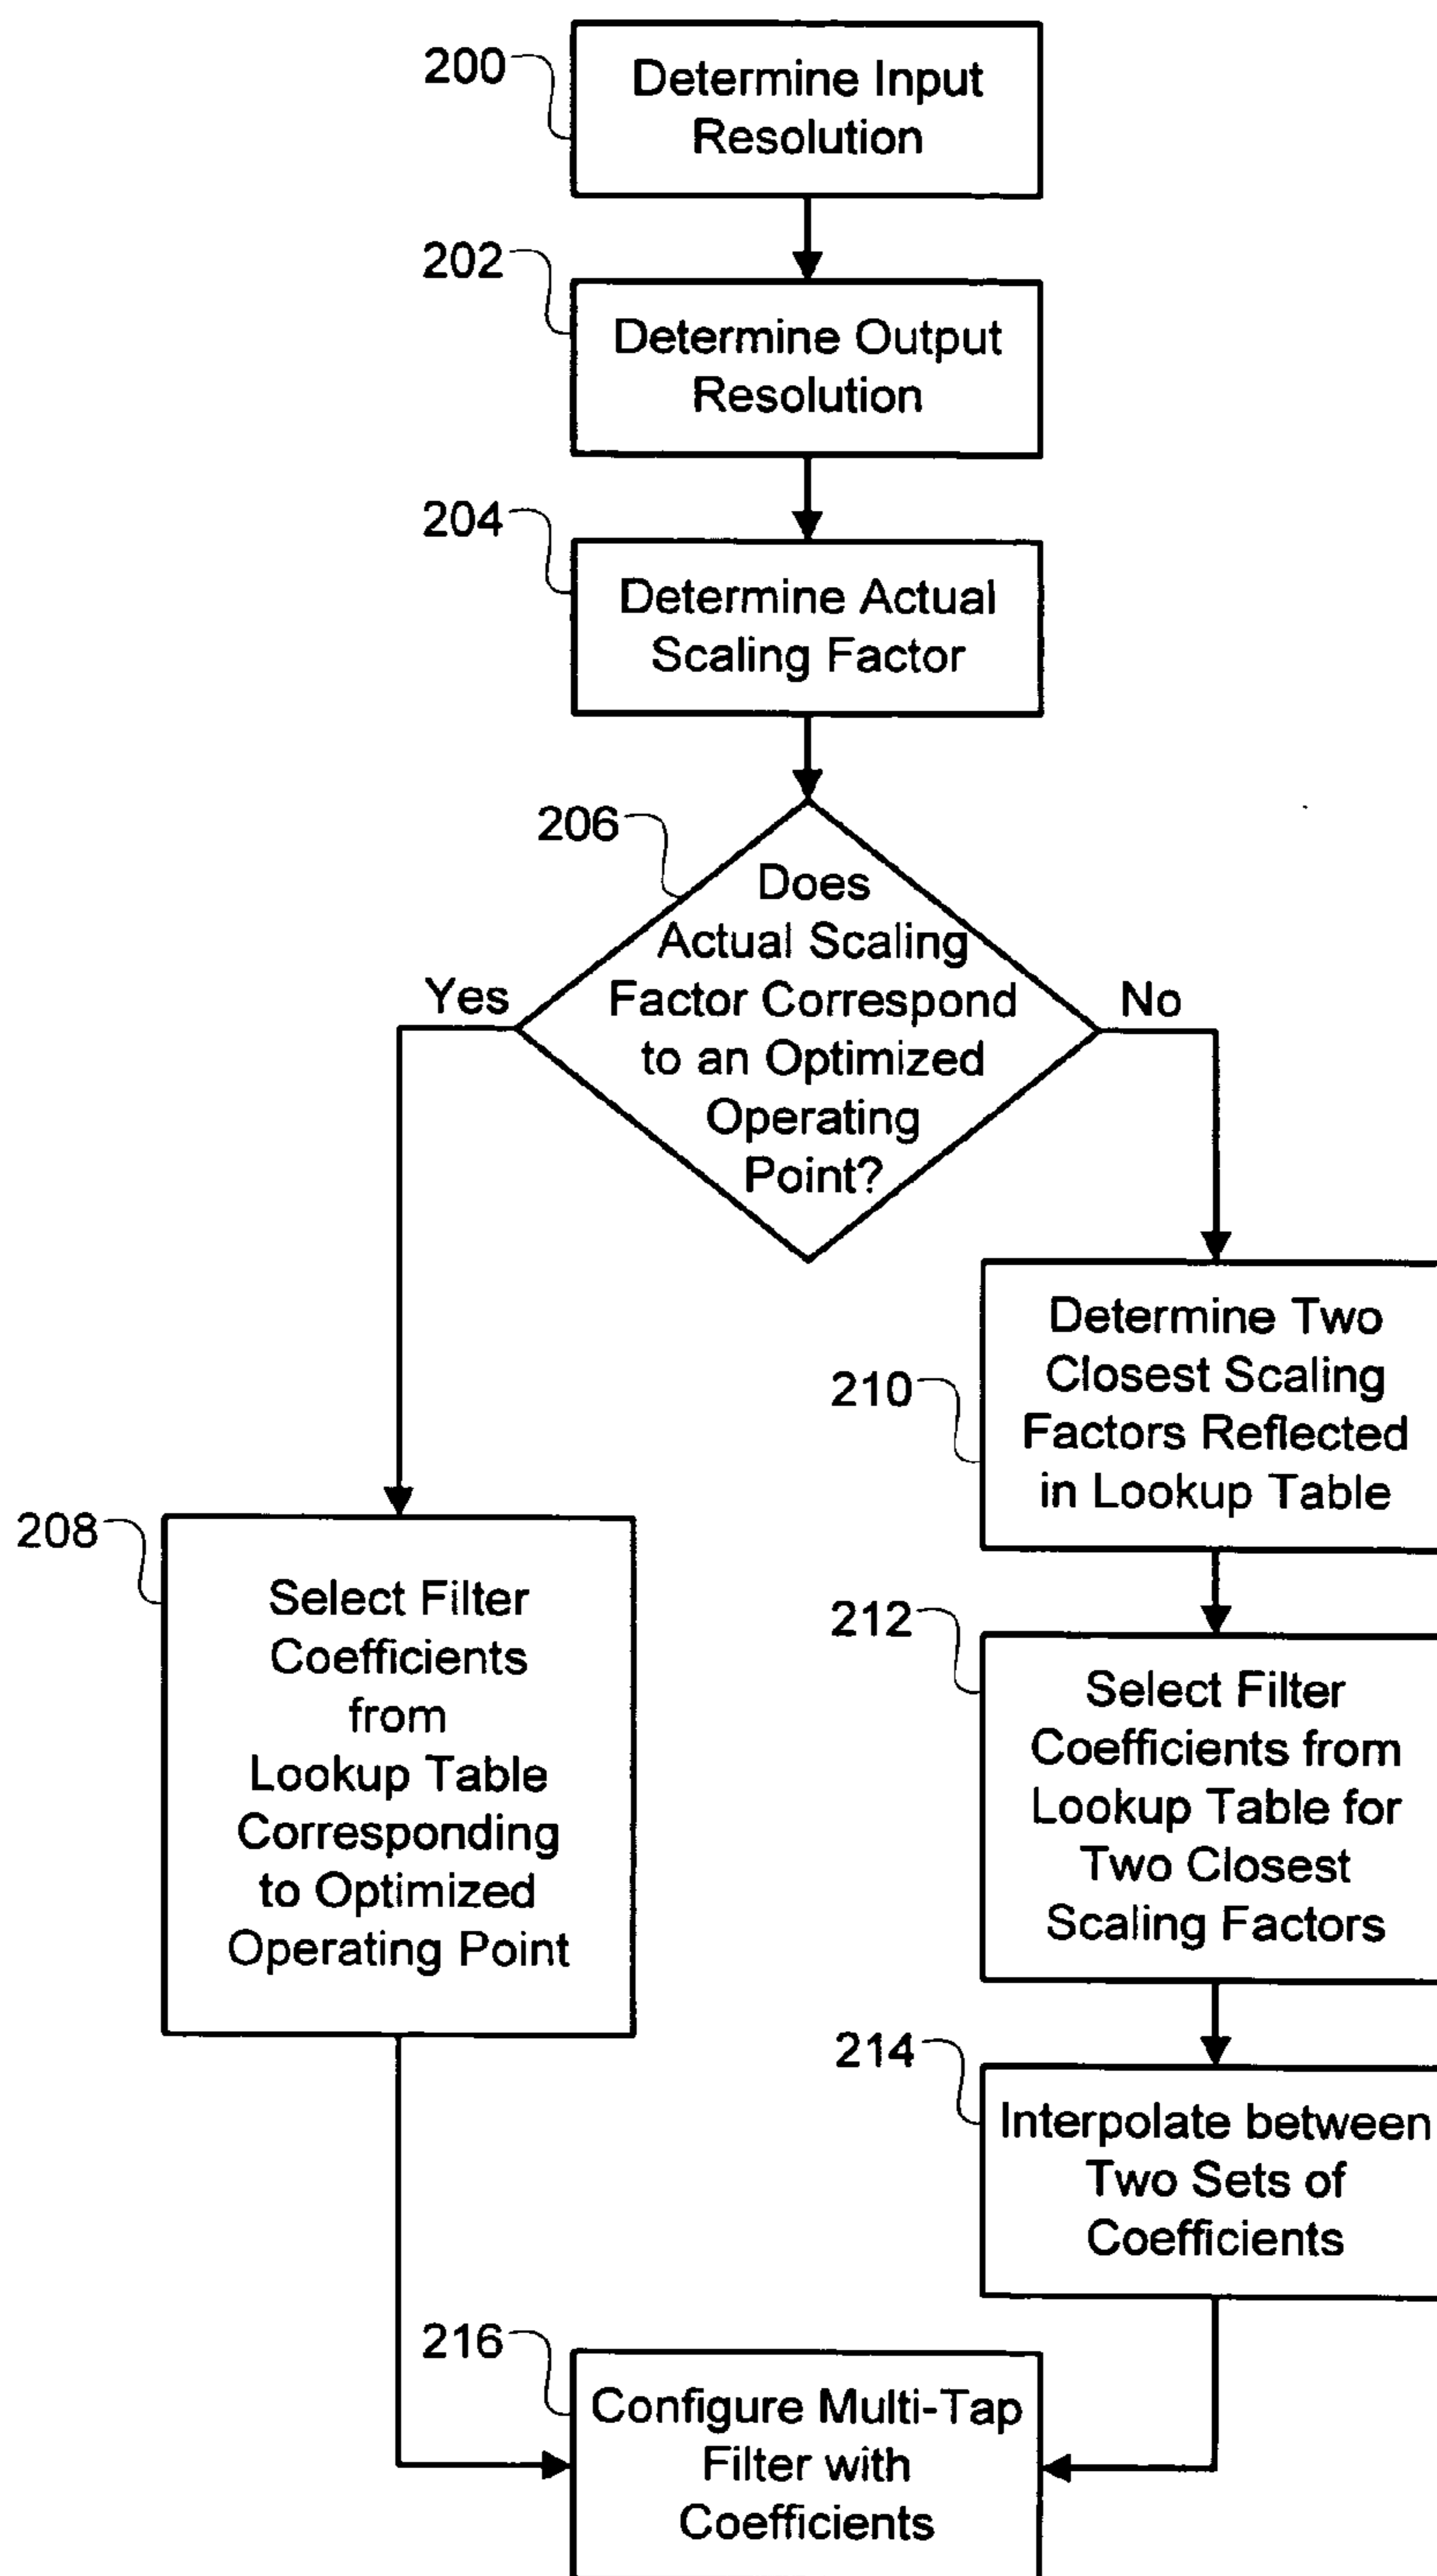 200
Determine Input
Resolution
202
Determine Output
Resolution
204
Determine Actual
Scaling Factor
206
Does
Actual Scaling
Factor Correspond
to an Optimized
Operating
Point?
Yes
No
210
Determine Two
Closest Scaling
Factors Reflected
in Lookup Table
208
Select Filter
Coefficients
from
Lookup Table
Corresponding
to Optimized
Operating Point
212
Select Filter
Coefficients from
Lookup Table for
Two Closest
Scaling Factors
214
Interpolate between
Two Sets of
Coefficients
216
Configure Multi-Tap
Filter with
Coefficients